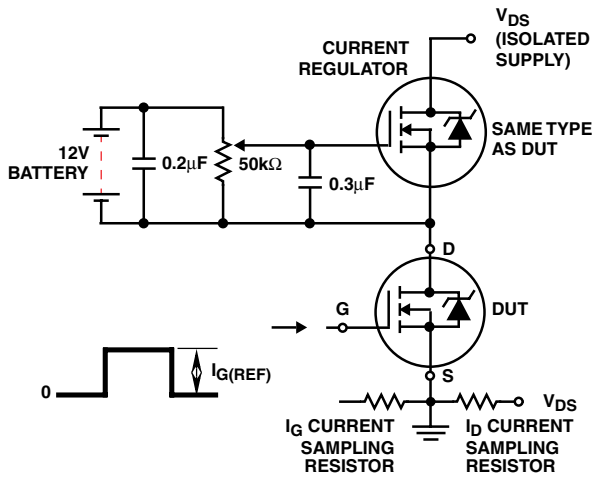 V_DS
(ISOLATED
SUPPLY)
CURRENT
REGULATOR
SAME TYPE
AS DUT
12V
BATTERY
0.2μF
50kΩ
0.3μF
D
G
DUT
I_G(REF)
0
S
V_DS
I_G CURRENT
SAMPLING
RESISTOR
I_D CURRENT
SAMPLING
RESISTOR